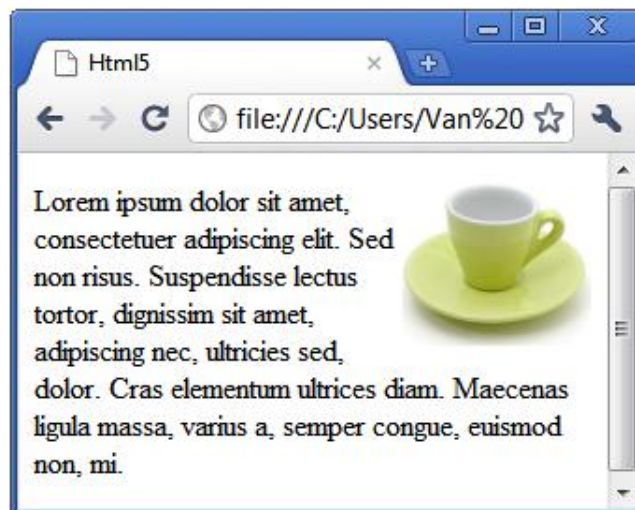 Html5
file:///C:/Users/Van%20
Lorem ipsum dolor sit amet,
consectetuer adipiscing elit. Sed
non risus. Suspendisse lectus
tortor, dignissim sit amet,
adipiscing nec, ultricies sed,
dolor. Cras elementum ultrices diam. Maecenas
ligula massa, varius a, semper congue, euismod
non, mi.